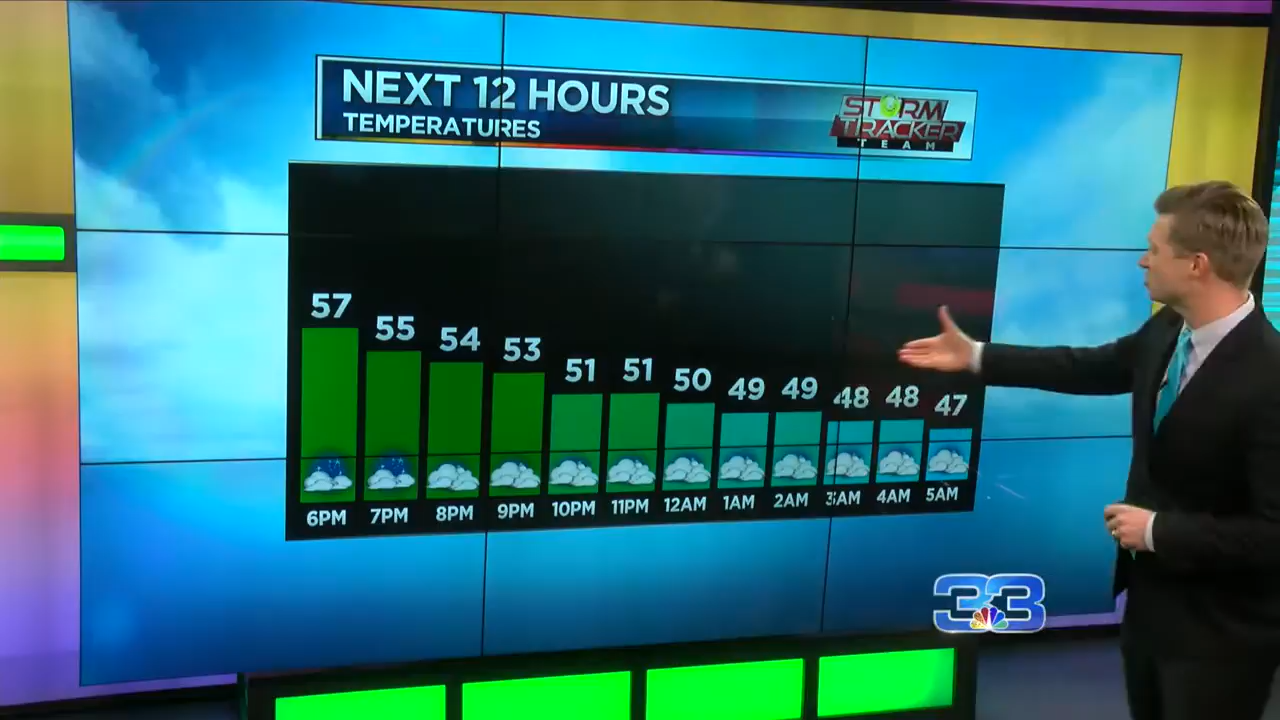 NEXT 12 HOURS
TEMPERATURES
STORM
TRACKER
TEAM
57 55 54 53 51 51 50 49 49 48 48 47
6PM 7PM 8PM 9PM 10PM 11PM 12AM 1AM 2AM 3AM 4AM 5AM
33